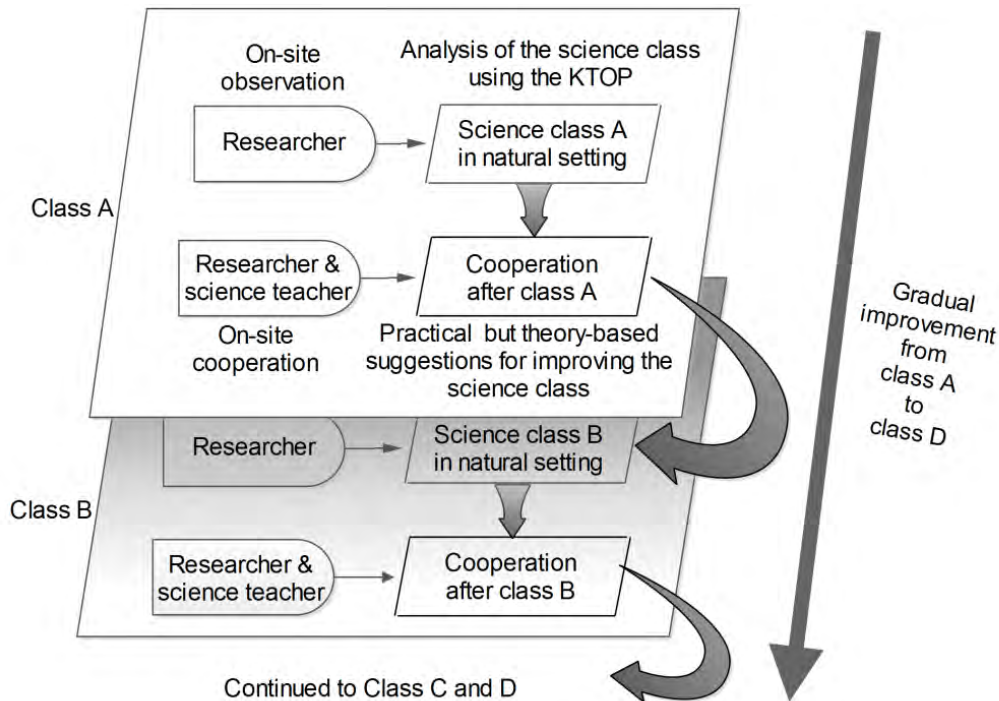 On-site
observation
Analysis of the science class
using the KTOP
Researcher
Science class A
in natural setting
Class A
Researcher &
science teacher
Cooperation
after class A
On-site
cooperation
Practical but theory-based
suggestions for improving the
science class
Gradual
improvement
from
class A
to
class D
Researcher
Science class B
in natural setting
Class B
Researcher &
science teacher
Cooperation
after class B
Continued to Class C and D